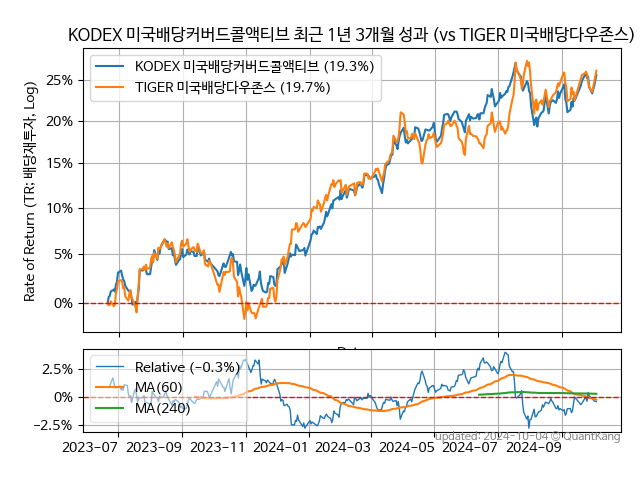 KODEX 미국배당커버드콜액티브 최근 1년 3개월 성과 (vs TIGER 미국배당다우존스)
Rate of Return (TR: 배당재투자, Log)
KODEX 미국배당커버드콜액티브 (19.3%)
TIGER 미국배당다우존스 (19.7%)
25%
20%
15%
10%
5%
0%
Relative (−0.3%)
MA(60)
MA(240)
2.5%
0%
−2.5%
updated: 2024-10-04 © QuantKang
2023-07 2023-09 2023-11 2024-01 2024-03 2024-05 2024-07 2024-09